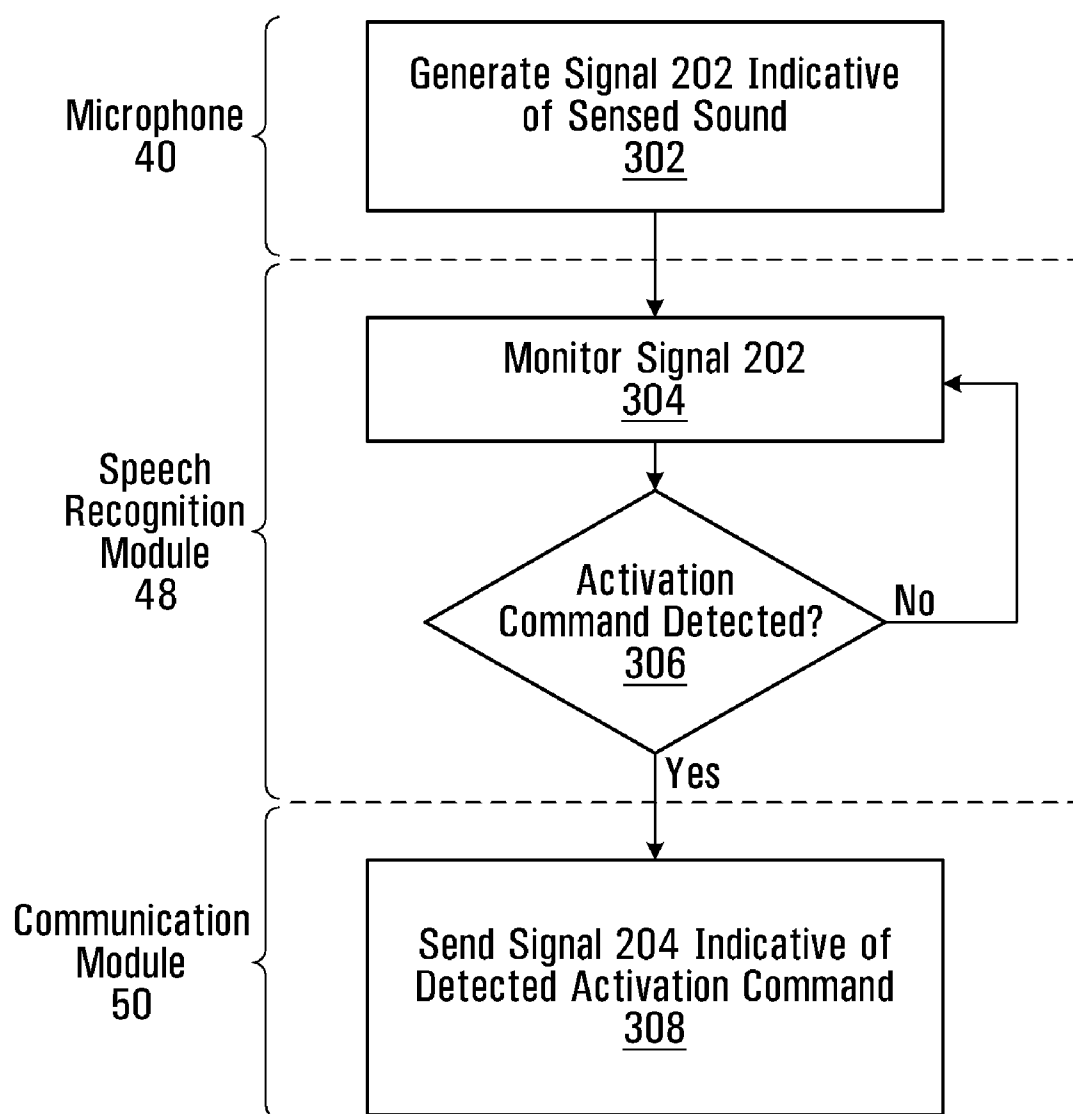 Microphone
40
Generate Signal 202 Indicative
of Sensed Sound
302
Speech
Recognition
Module
48
Monitor Signal 202
304
Activation
Command Detected?
306
No
Yes
Communication
Module
50
Send Signal 204 Indicative of
Detected Activation Command
308